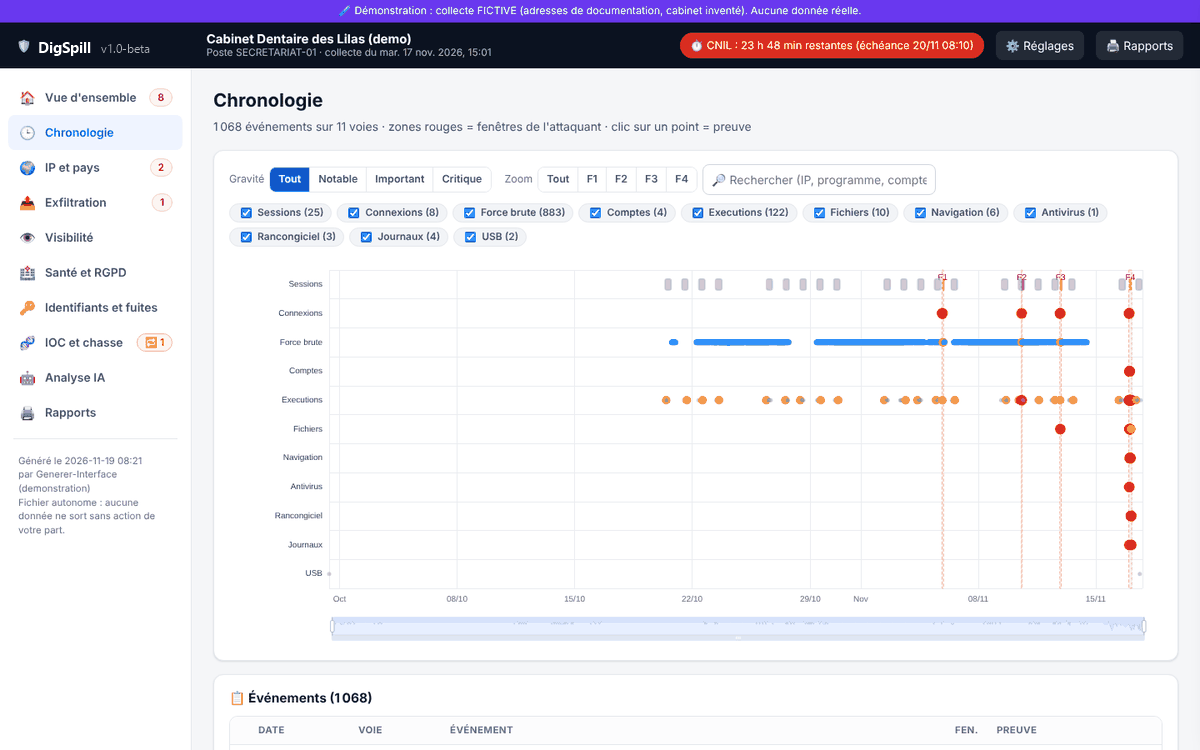 🧪 Démonstration : collecte FICTIVE (adresses de documentation, cabinet inventé). Aucune donnée réelle.
DigSpill v1.0-beta
Cabinet Dentaire des Lilas (demo)
Poste SECRETARIAT-01 · collecte du mar. 17 nov. 2026, 15:01
CNIL : 23 h 48 min restantes (échéance 20/11 08:10)
Réglages
Rapports
Vue d'ensemble 8
Chronologie
IP et pays 2
Exfiltration 1
Visibilité
Santé et RGPD
Identifiants et fuites
IOC et chasse 1
Analyse IA
Rapports
Généré le 2026-11-19 08:21
par Generer-Interface
(demonstration)
Fichier autonome : aucune
donnée ne sort sans action de
votre part.
Chronologie
1 068 événements sur 11 voies · zones rouges = fenêtres de l'attaquant · clic sur un point = preuve
Gravité Tout Notable Important Critique Zoom Tout F1 F2 F3 F4 Rechercher (IP, programme, compte
Sessions (25) Connexions (8) Force brute (883) Comptes (4) Executions (122) Fichiers (10) Navigation (6) Antivirus (1)
Rancongiciel (3) Journaux (4) USB (2)
F1 F2 F3 F4
Sessions
Connexions
Force brute
Comptes
Executions
Fichiers
Navigation
Antivirus
Rancongiciel
Journaux
USB
Oct 08/10 15/10 22/10 29/10 Nov 08/11 15/11
Événements (1 068)
DATE VOIE ÉVÉNEMENT FEN. PREUVE